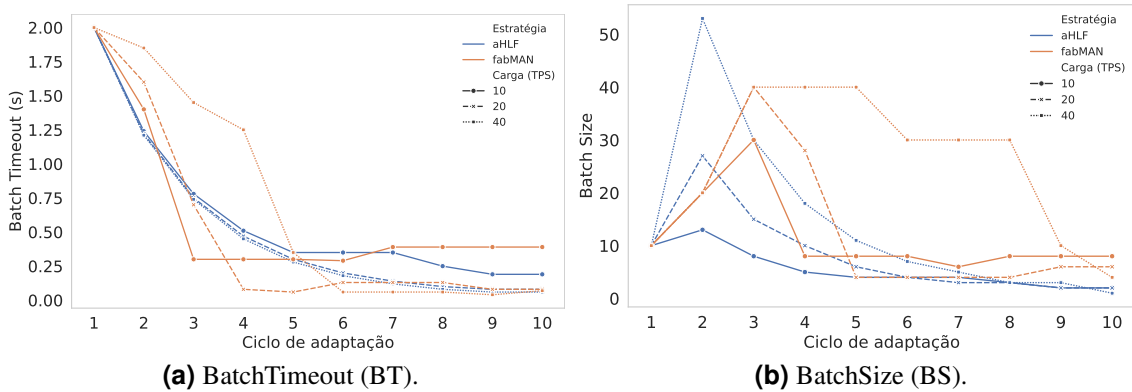 2.00
1.75
1.50
1.25
1.00
0.75
0.50
0.25
0.00
Batch Timeout (s)
Estratégia
aHLF
fabMAN
Carga (TPS)
10
20
40
1 2 3 4 5 6 7 8 9 10
Ciclo de adaptação
(a) BatchTimeout (BT).
50
40
30
20
10
0
Batch Size
Estratégia
aHLF
fabMAN
Carga (TPS)
10
20
40
1 2 3 4 5 6 7 8 9 10
Ciclo de adaptação
(b) BatchSize (BS).